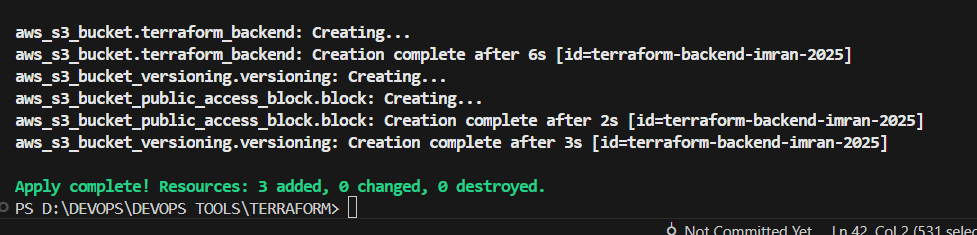 aws_s3_bucket.terraform_backend: Creating...
aws_s3_bucket.terraform_backend: Creation complete after 6s [id=terraform-backend-imran-2025]
aws_s3_bucket_versioning.versioning: Creating...
aws_s3_bucket_public_access_block.block: Creating...
aws_s3_bucket_public_access_block.block: Creation complete after 2s [id=terraform-backend-imran-2025]
aws_s3_bucket_versioning.versioning: Creation complete after 3s [id=terraform-backend-imran-2025]
Apply complete! Resources: 3 added, 0 changed, 0 destroyed.
PS D:\DEVOPS\DEVOPS TOOLS\TERRAFORM>
Not Committed Yet Ln 42, Col 2 (531 selec